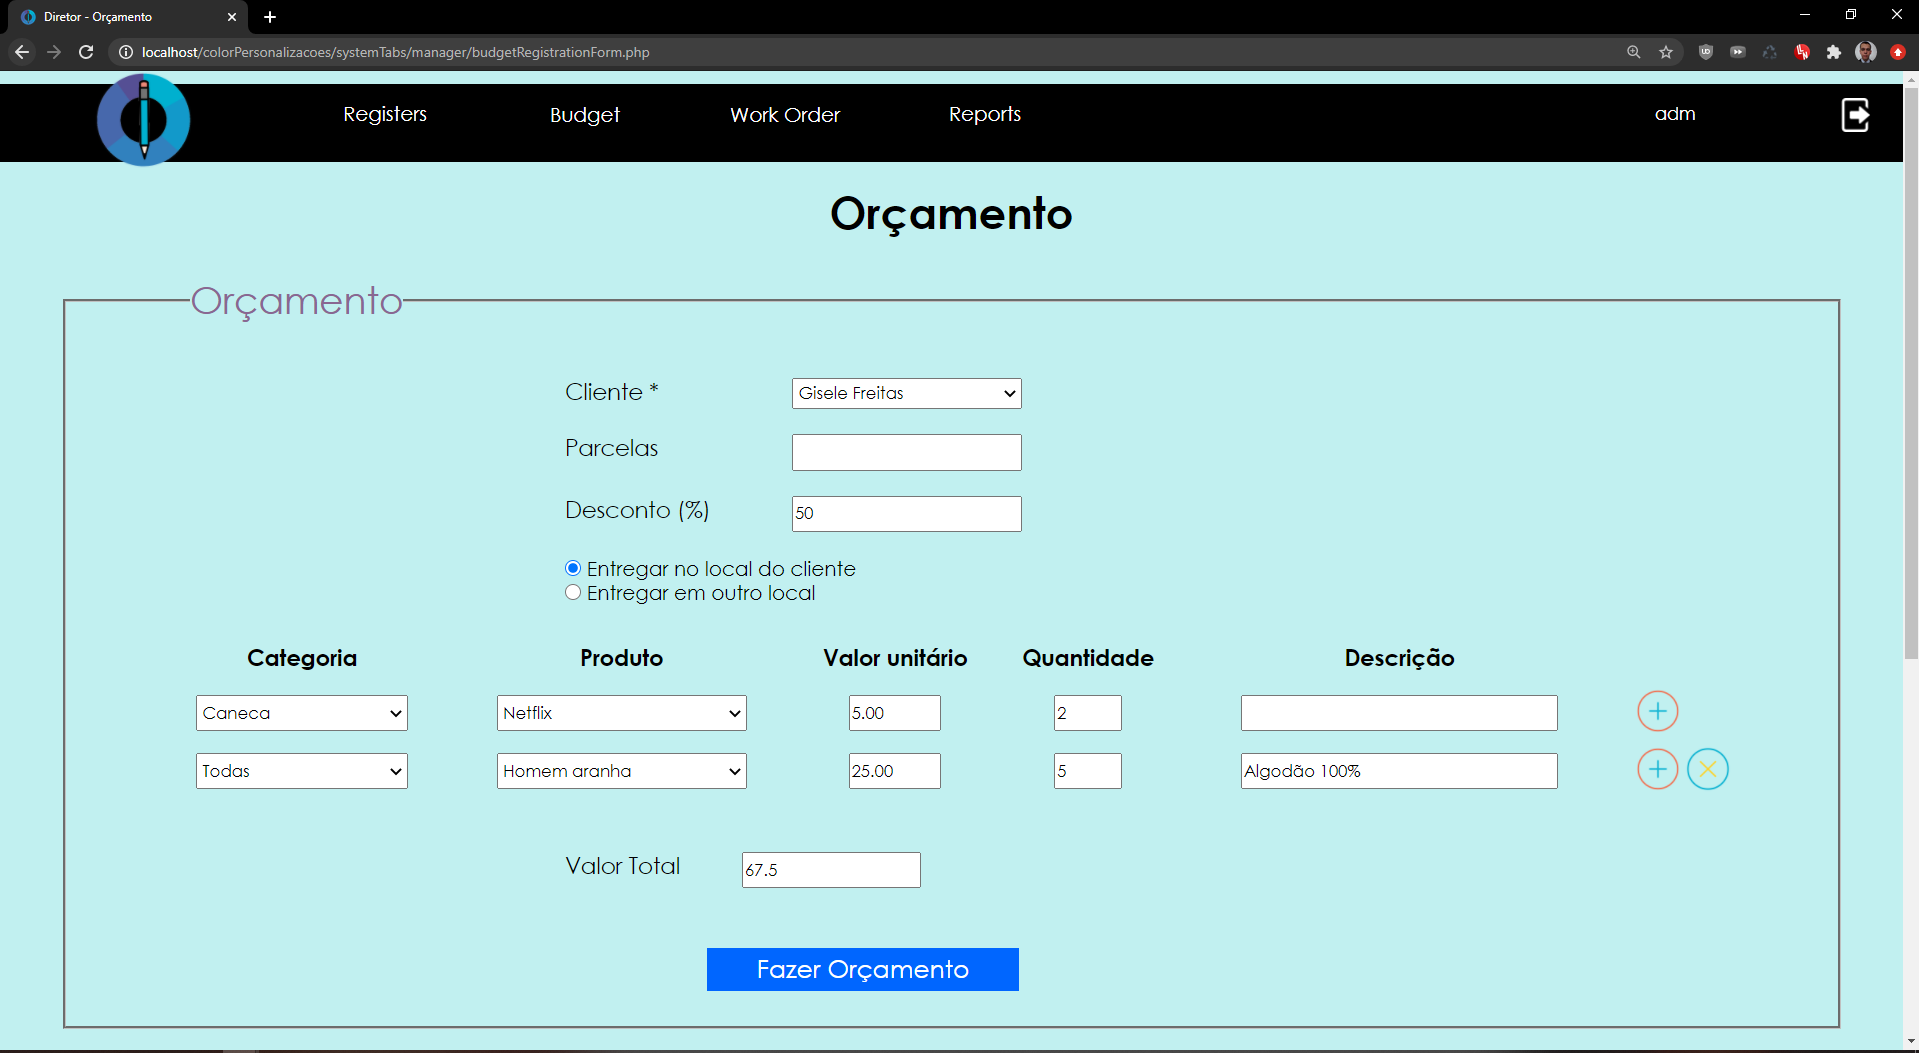 Diretor - Orçamento
localhost/colorPersonalizacoes/systemTabs/manager/budgetRegistrationForm.php
Registers Budget Work Order Reports adm
Orçamento
Orçamento
Cliente * Gisele Freitas
Parcelas
Desconto (%) 50
Entregar no local do cliente
Entregar em outro local
Categoria Produto Valor unitário Quantidade Descrição
Caneca Netflix 5.00 2
Todas Homem aranha 25.00 5 Algodão 100%
Valor Total 67.5
Fazer Orçamento